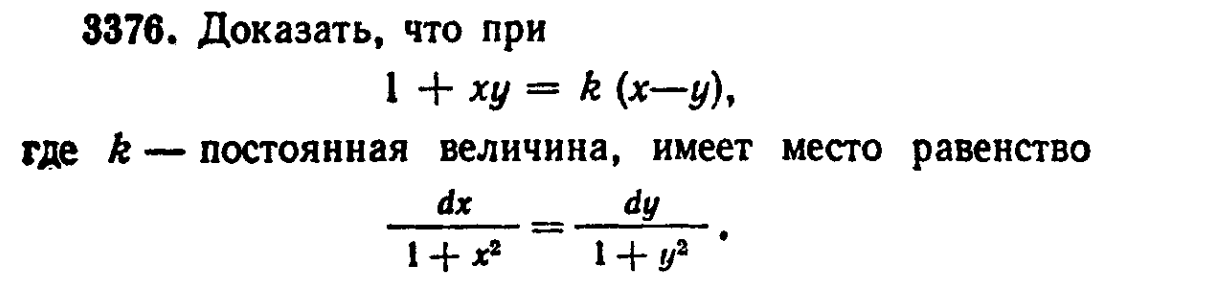 3376. Доказать, что при
1 + xy = k (x—y),
где k — постоянная величина, имеет место равенство
dx/(1 + x²) = dy/(1 + y²).